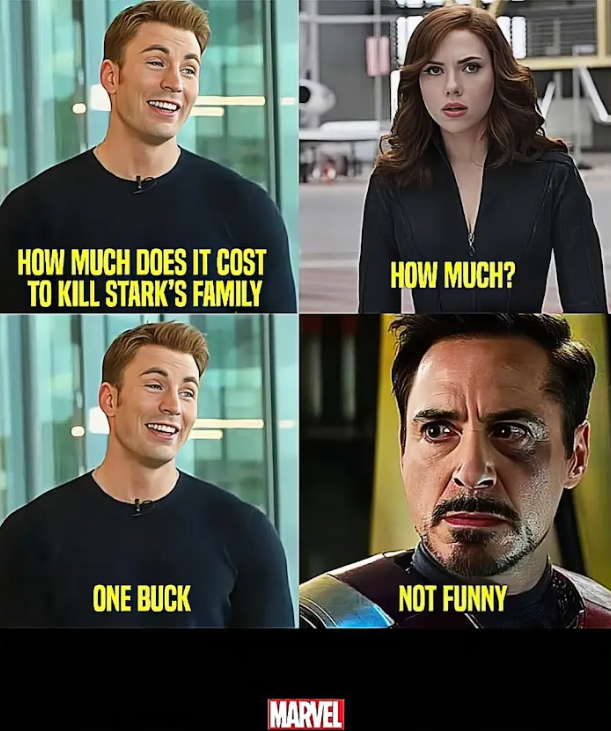 HOW MUCH DOES IT COST
TO KILL STARK'S FAMILY
HOW MUCH?
ONE BUCK
NOT FUNNY
MARVEL